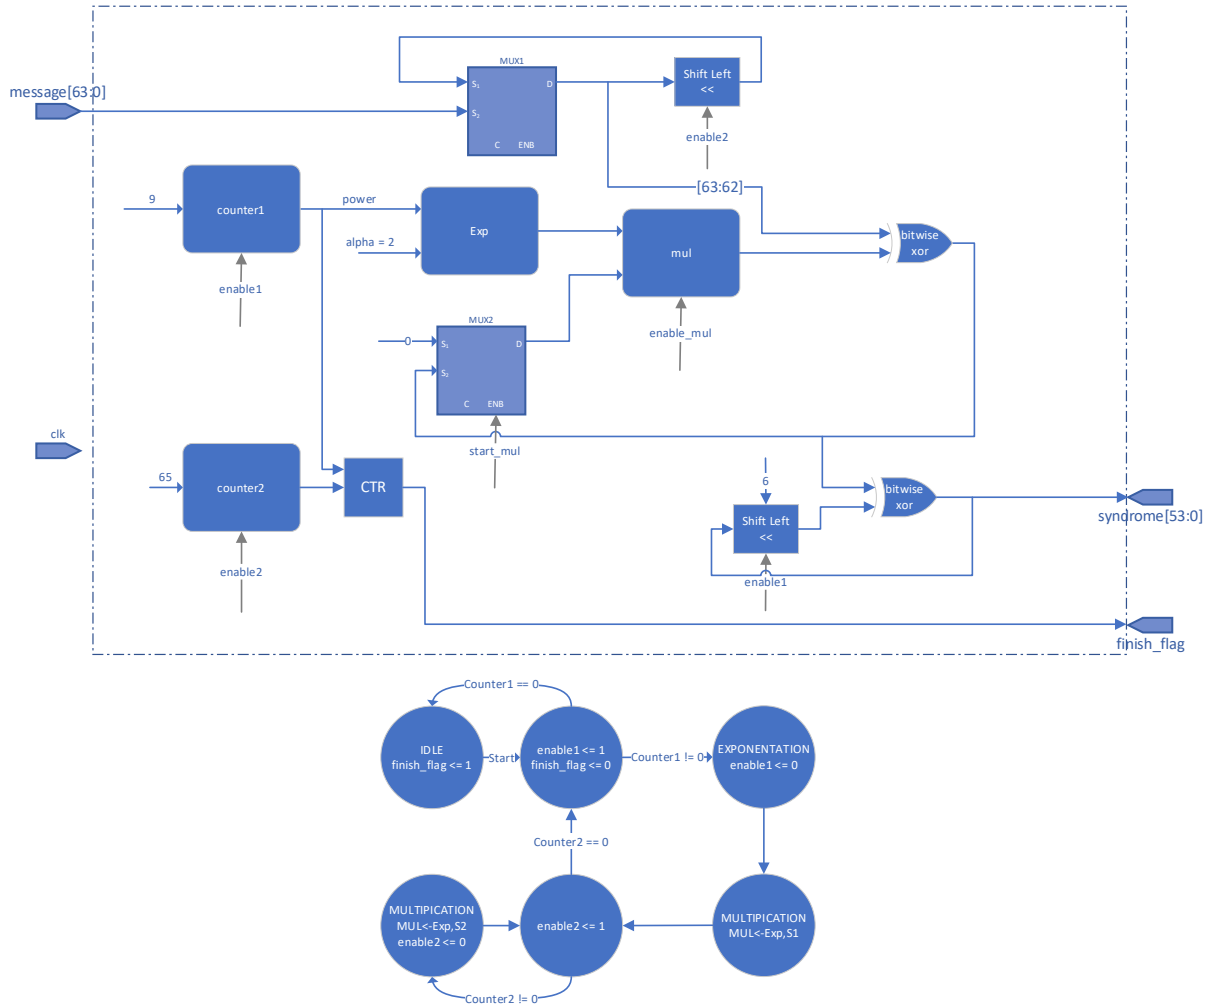 MUX1
S1
D
S2
C
ENB
Shift Left
<<
enable2
message[63:0]
[63:62]
9
counter1
power
alpha = 2
Exp
mul
bitwise
xor
enable1
enable_mul
MUX2
0
S1
D
S2
C
ENB
start_mul
clk
65
counter2
CTR
enable2
6
Shift Left
<<
bitwise
xor
enable1
syndrome[53:0]
finish_flag
Counter1 == 0
IDLE
finish_flag <= 1
Start
enable1 <= 1
finish_flag <= 0
Counter1 != 0
EXPONENTATION
enable1 <= 0
Counter2 == 0
MULTIPICATION
MUL<-Exp,S2
enable2 <= 0
enable2 <= 1
MULTIPICATION
MUL<-Exp,S1
Counter2 != 0